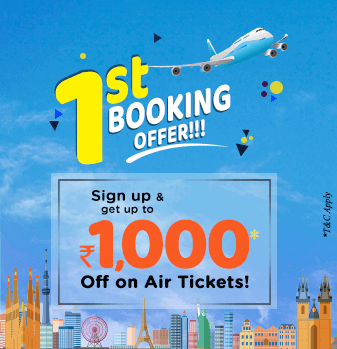 1st
BOOKING
OFFER!!!
Sign up &
get up to
₹1,000*
Off on Air Tickets!
*T&C Apply